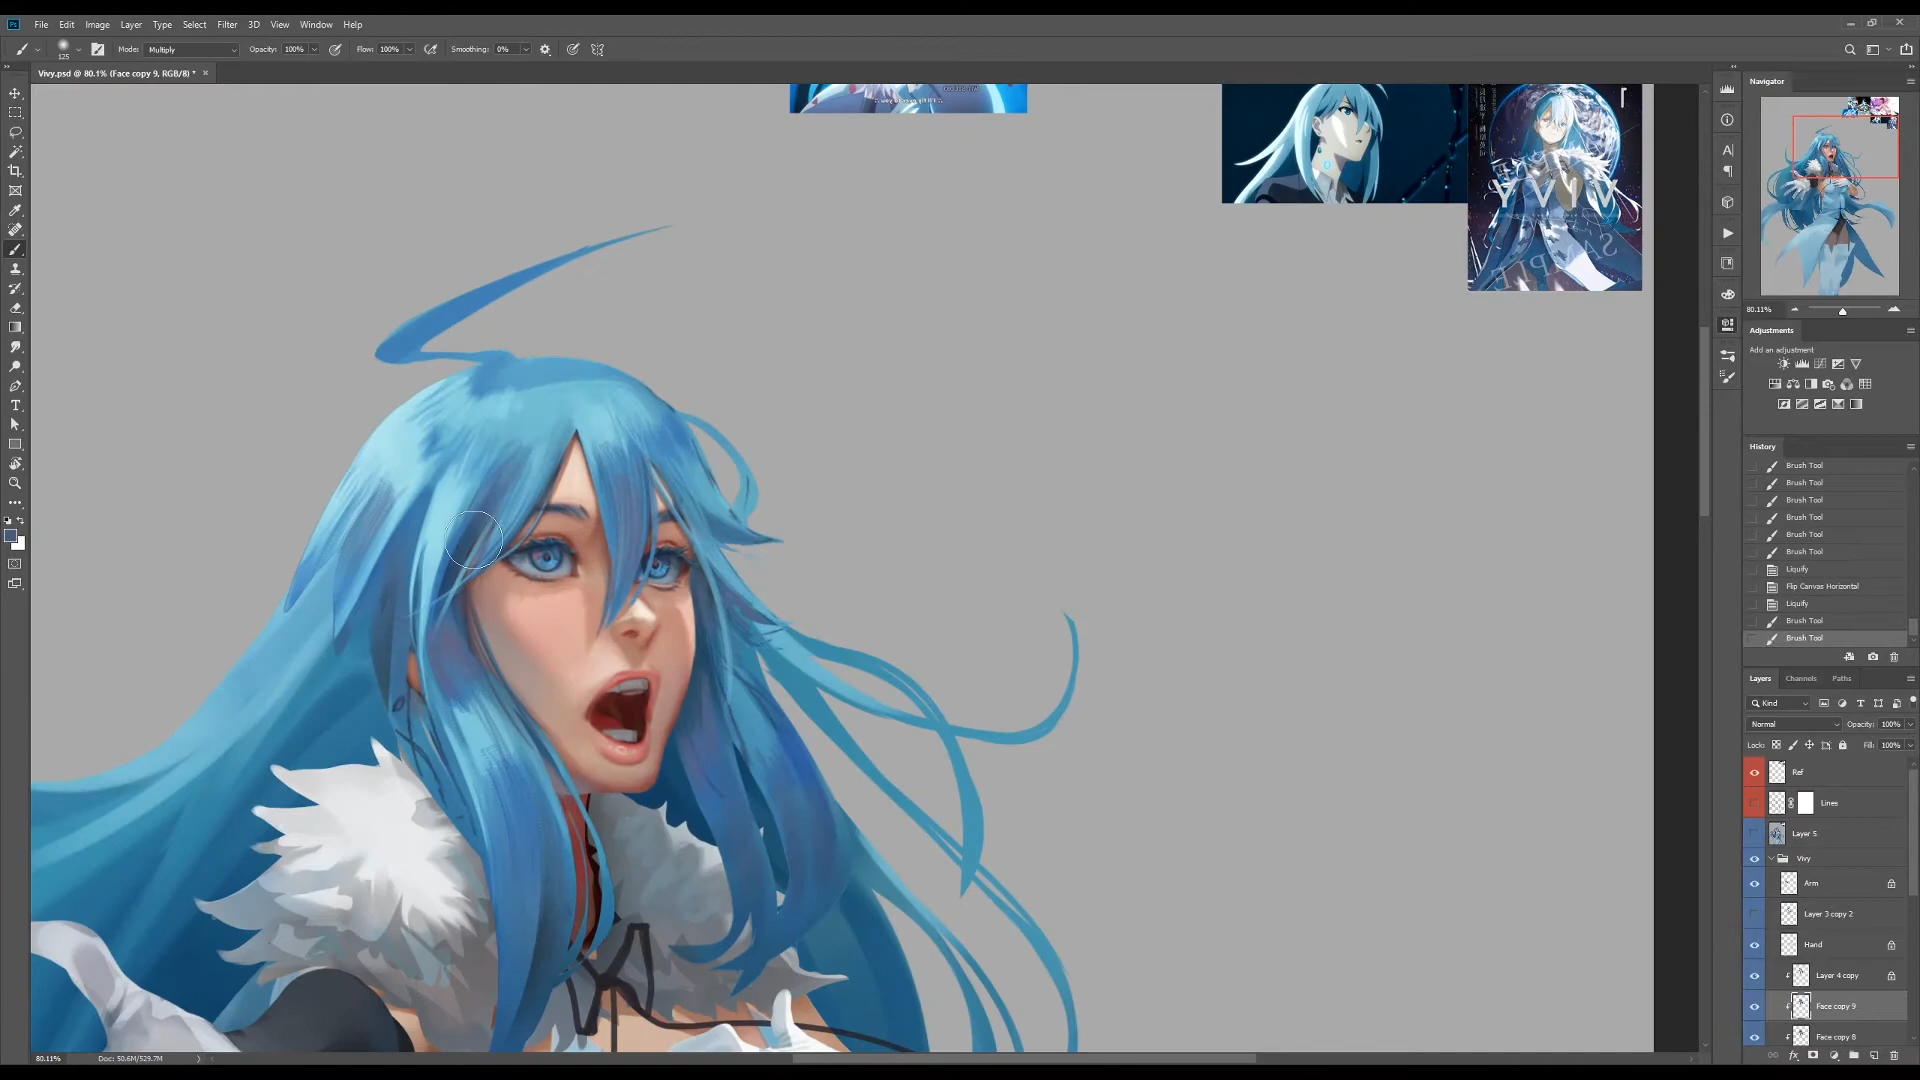 Ps File Edit Image Layer Type Select Filter 3D View Window Help
125 Mode: Multiply Opacity: 100% Flow: 100% Smoothing: 0%
Vivy.psd @ 80.1% (Face copy 9, RGB/8) *
Navigator
80.11%
Adjustments
Add an adjustment
History
Brush Tool
Brush Tool
Brush Tool
Brush Tool
Brush Tool
Brush Tool
Liquify
Flip Canvas Horizontal
Liquify
Brush Tool
Brush Tool
Layers Channels Paths
Kind
Normal Opacity: 100%
Lock: Fill: 100%
Ref
Lines
Layer 5
Vivy
Arm
Layer 3 copy 2
Hand
Layer 4 copy
Face copy 9
Face copy 8
VIVY
SAMPLE
80.11% Doc: 50.6M/529.7M